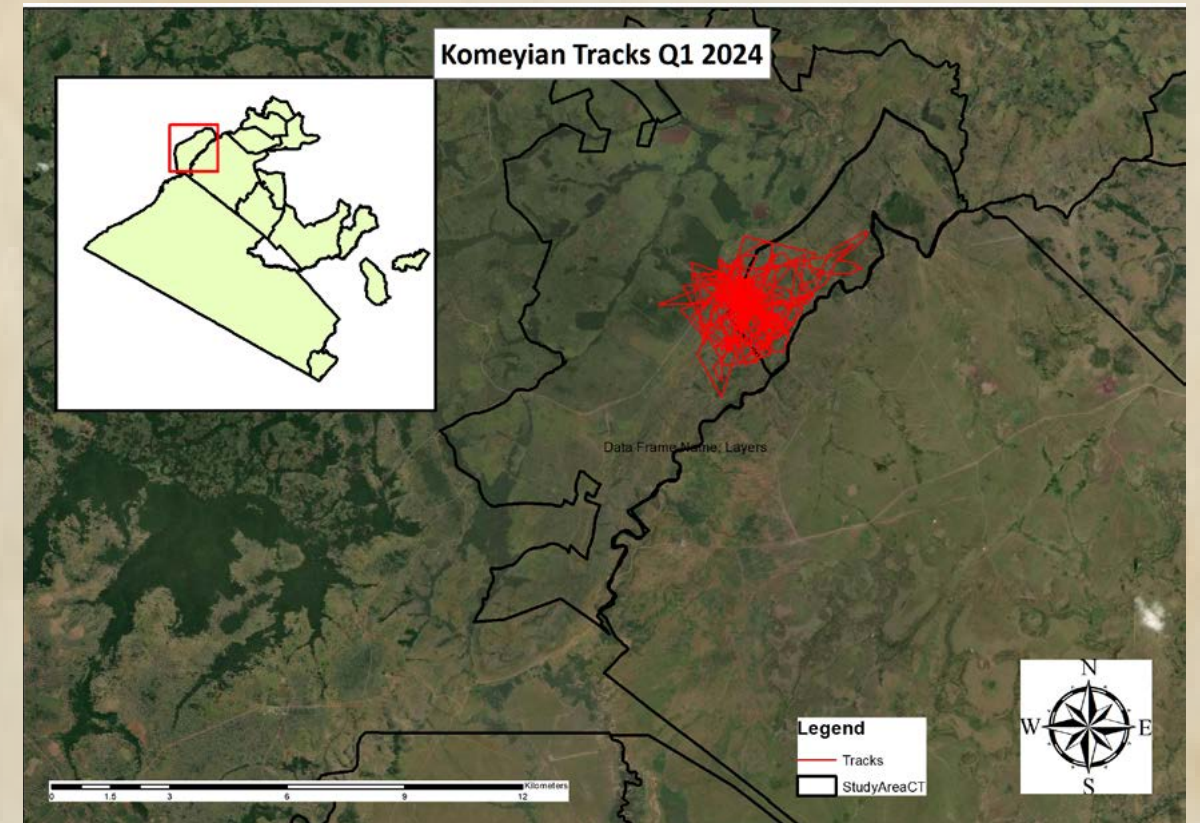 Komeyian Tracks Q1 2024
Data Frame Name: Layers
N
W E
S
Legend
Tracks
StudyAreaCT
Kilometers
0 1.5 3 6 9 12